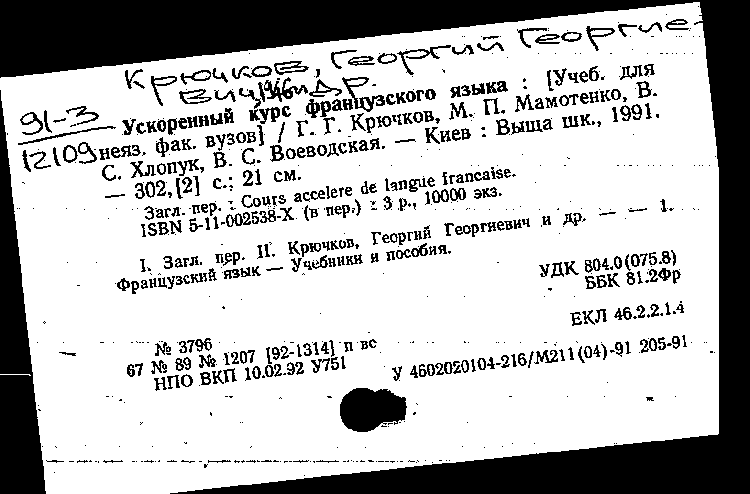 Крючков, Георгий Георгие-
вич и др.
91-3
12109
Ускоренный курс французского языка : [Учеб. для
неяз. фак. вузов] / Г. Г. Крючков, М. П. Мамотенко, В.
С. Хлопук, В. С. Воеводская. — Киев : Выща шк., 1991.
— 302,[2] с.; 21 см.
Загл. пер. : Cours accelere de langue francaise.
ISBN 5-11-002538-X (в пер.) : 3 р., 10000 экз.
I. Загл. пер. II. Крючков, Георгий Георгиевич и др. — — 1.
Французский язык — Учебники и пособия.
УДК 804.0(075.8)
ББК 81.2Фр
ЕКЛ 46.2.2.1.4
№ 3796
67 № 89 № 1207 [92-1314] п вс
НПО ВКП 10.02.92 У751
У 4602020104-216/М211(04)-91 205-91